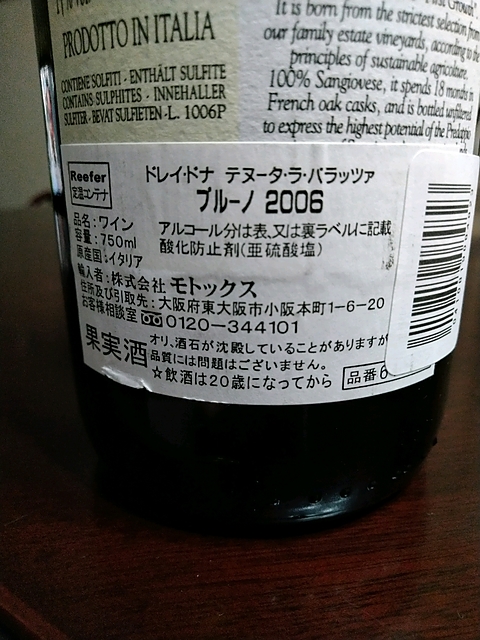 PRODOTTO IN ITALIA
CONTIENE SOLFITI · ENTHÄLT SULFITE
CONTAINS SULPHITES · INNEHALLER
SULFITER · BEVAT SULFIETEN · L. 1006P
It is born from the strictest selection from
our family estate vineyards, according to the
principles of sustainable agriculture.
100% Sangiovese, it spends 18 months in
French oak casks, and is bottled unfiltered
to express the highest potential of the Predappio
Reefer
定温コンテナ
ドレイ・ドナ テヌータ・ラ・パラッツァ
ブルーノ 2006
品名：ワイン
容量：750ml
原産国：イタリア
アルコール分は表、又は裏ラベルに記載
酸化防止剤(亜硫酸塩)
輸入者：株式会社 モトックス
住所及び引取先：大阪府東大阪市小阪本町1-6-20
お客様相談室 0120-344101
果実酒
オリ、酒石が沈殿していることがありますが
品質には問題はございません。
☆飲酒は20歳になってから
品番6